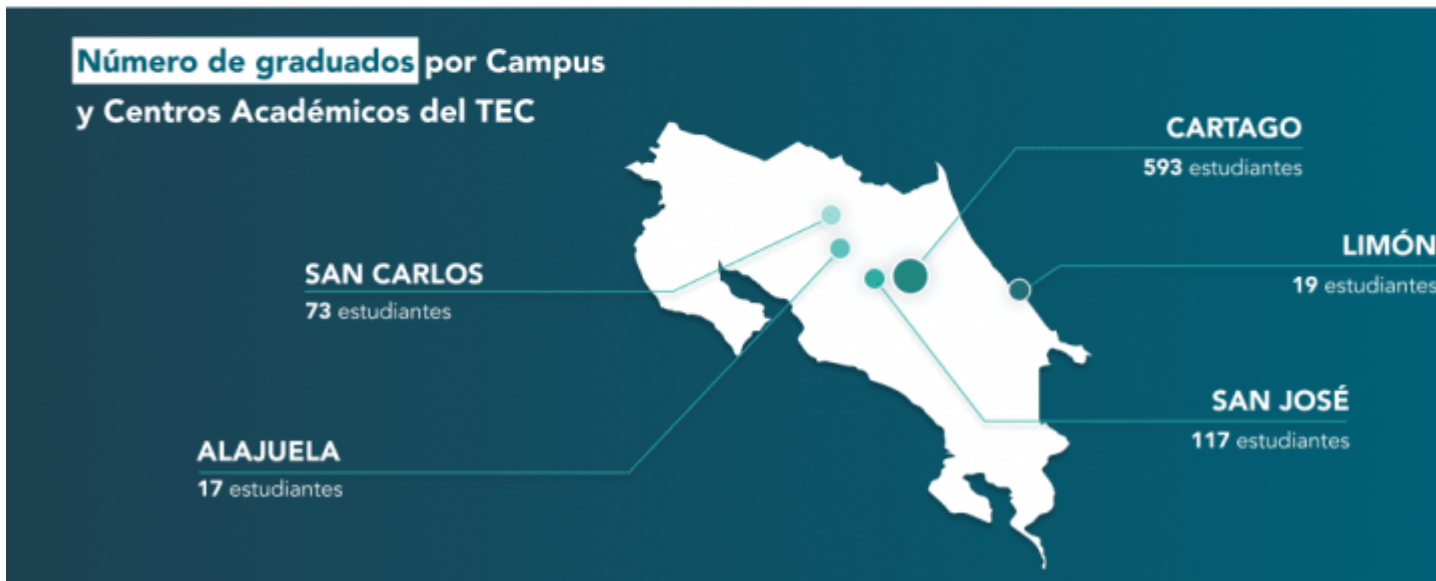 Número de graduados por Campus
y Centros Académicos del TEC
CARTAGO
593 estudiantes
LIMÓN
19 estudiantes
SAN CARLOS
73 estudiantes
SAN JOSÉ
117 estudiantes
ALAJUELA
17 estudiantes